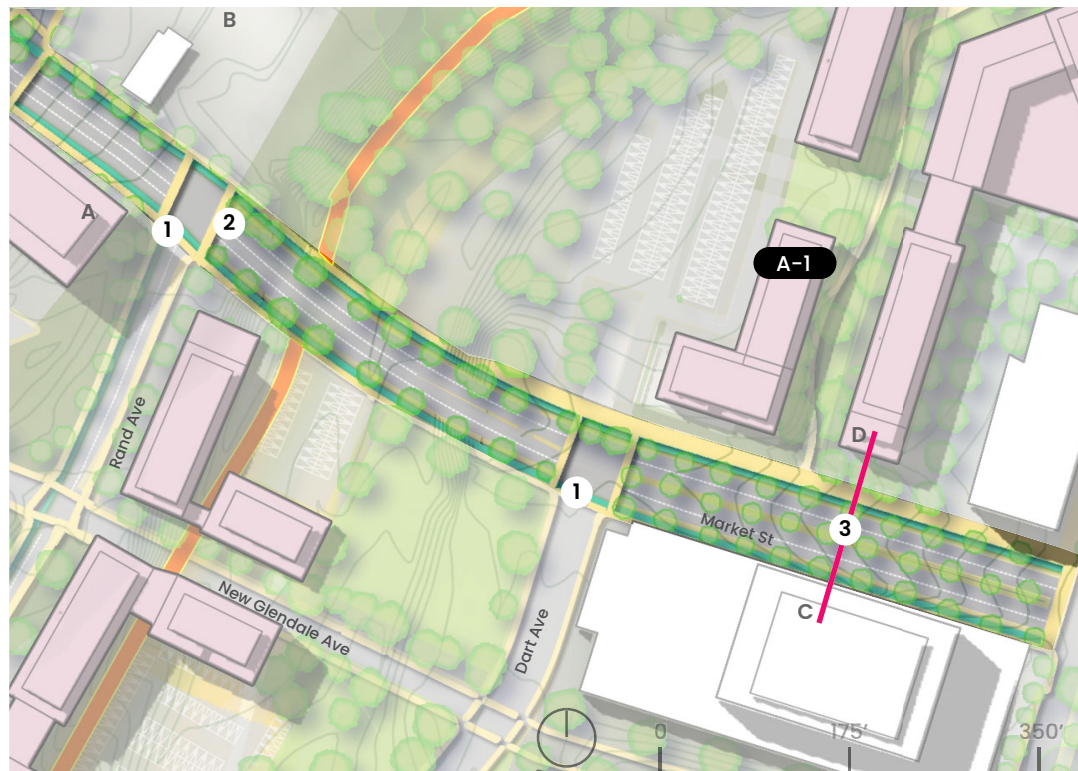 B
A
1
2
A-1
Rand Ave
D
1
Market St
3
New Glendale Ave
C
Dart Ave
0
175'
350'